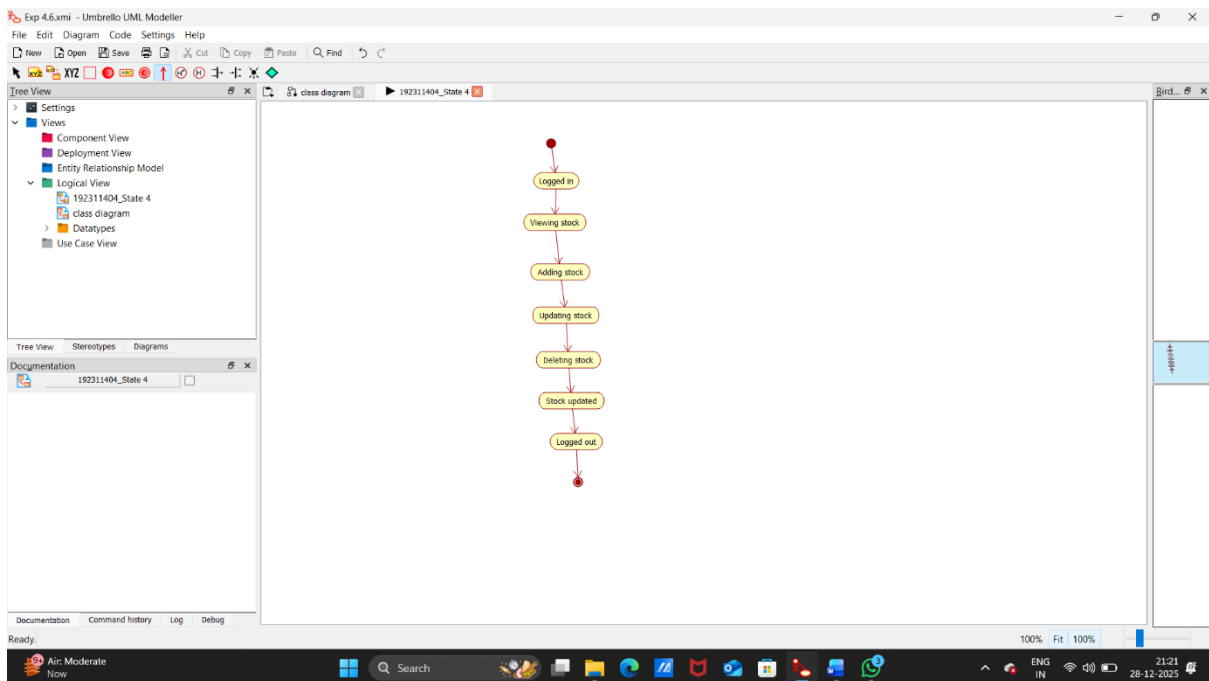 Exp 4.6.xmi - Umbrello UML Modeller
File Edit Diagram Code Settings Help
New Open Save Cut Copy Paste Find
XYZ XYZ ABC H* H
Tree View
class diagram
192311404_State 4
Bird...
Settings
Views
Component View
Deployment View
Entity Relationship Model
Logical View
192311404_State 4
class diagram
Datatypes
Use Case View
Tree View Stereotypes Diagrams
Documentation
192311404_State 4
Logged in
Viewing stock
Adding stock
Updating stock
Deleting stock
Stock updated
Logged out
Documentation Command history Log Debug
Ready.
100% Fit 100%
9+ Air: Moderate
Now
Search
3
ENG
IN
21:21
28-12-2025